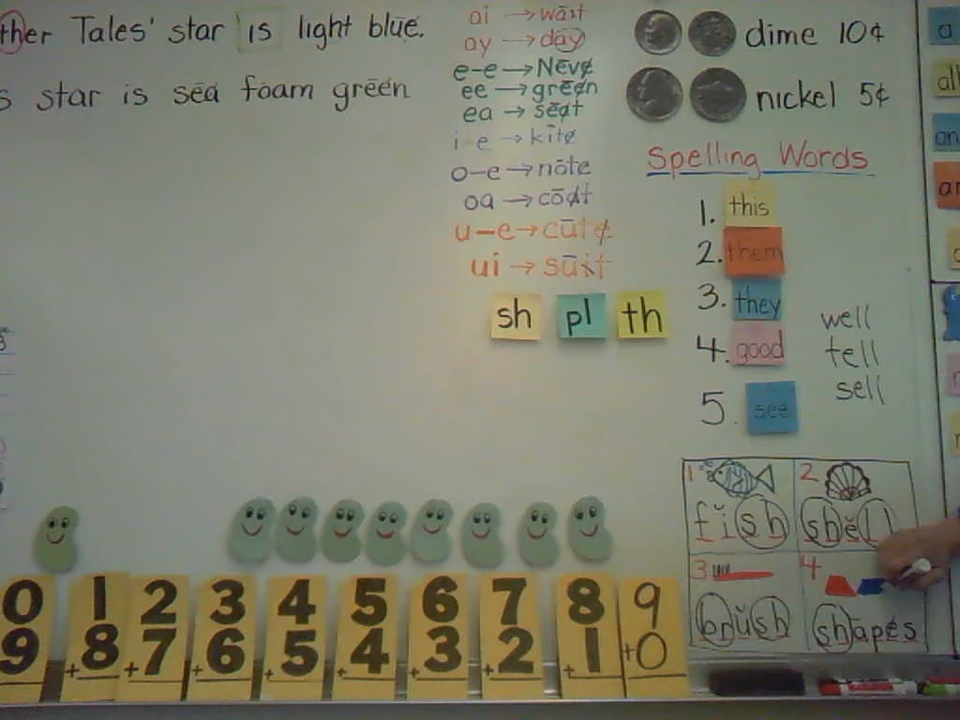 ther Tales' star is light blue.
s star is sea foam green
ai → wait
ay → day
e-e → Neve
ee → green
ea → seat
i-e → kite
o-e → note
oa → coat
u-e → cute
ui → suit
sh pl th
dime 10¢
nickel 5¢
Spelling Words
1. this
2. them
3. they
4. good
5. see
well
tell
sell
1 fish
2 shell
3 brush
4 shapes
0 1 2 3 4 5 6 7 8 9
9 +8 +7 +6 +5 +4 +3 +2 +1 +0
a